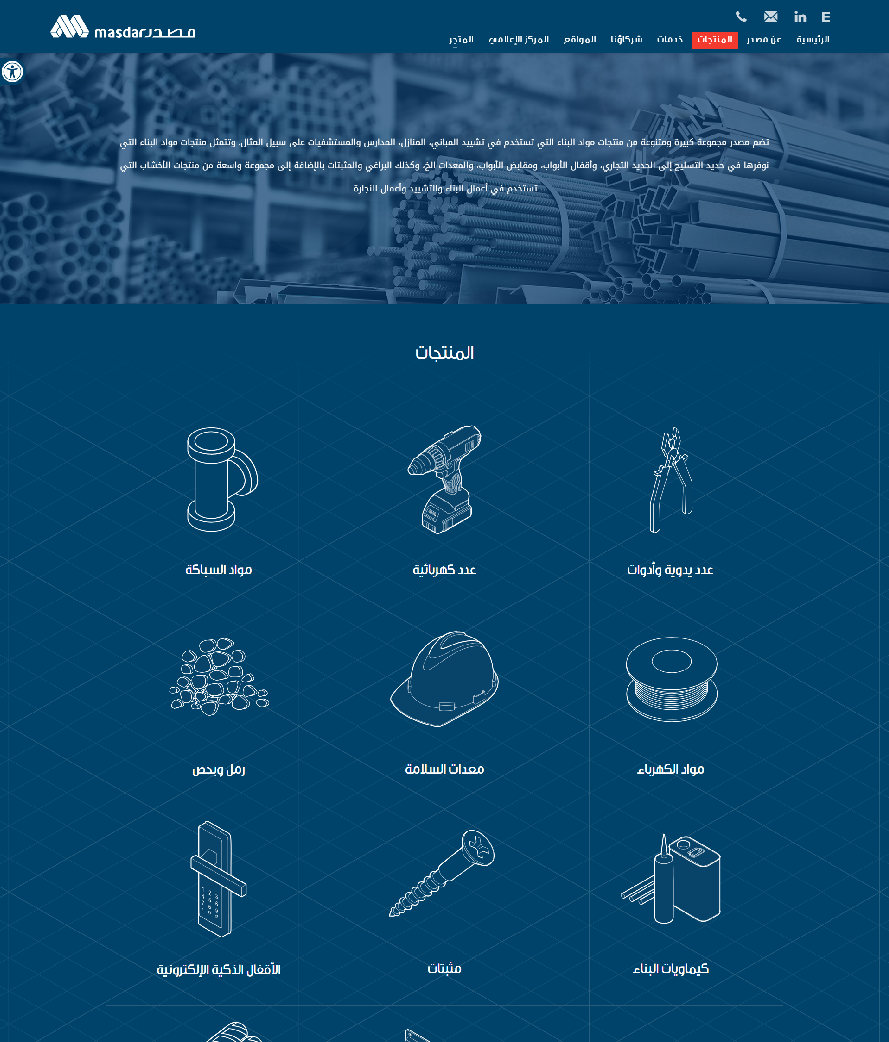 masdar مصدر
E
الرئيسية
عن مصدر
المنتجات
خدمات
شركاؤنا
المواقع
المركز الإعلامي
المتجر
تضم مصدر مجموعة كبيرة ومتنوعة من منتجات مواد البناء التي تستخدم في تشييد المباني، المنازل، المدارس والمستشفيات على سبيل المثال. وتتمثل منتجات مواد البناء التي
نوفرها في حديد التسليح إلى الحديد التجاري، وأقفال الأبواب، ومقابض الأبواب، والمعدات الخ، وكذلك البراغي والمثبتات بالإضافة إلى مجموعة واسعة من منتجات الأخشاب التي
تستخدم في أعمال البناء والتشييد وأعمال النجارة
المنتجات
عدد يدوية وأدوات
عدد كهربائية
مواد السباكة
مواد الكهرباء
معدات السلامة
رمل وبحص
كيماويات البناء
مثبتات
الأقفال الذكية الإلكترونية